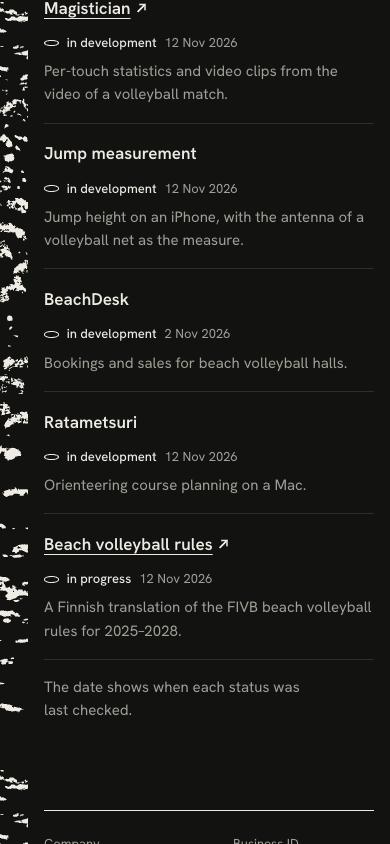 Magistician ↗
in development 12 Nov 2026
Per-touch statistics and video clips from the
video of a volleyball match.
Jump measurement
in development 12 Nov 2026
Jump height on an iPhone, with the antenna of a
volleyball net as the measure.
BeachDesk
in development 2 Nov 2026
Bookings and sales for beach volleyball halls.
Ratametsuri
in development 12 Nov 2026
Orienteering course planning on a Mac.
Beach volleyball rules ↗
in progress 12 Nov 2026
A Finnish translation of the FIVB beach volleyball
rules for 2025–2028.
The date shows when each status was
last checked.
Company Business ID